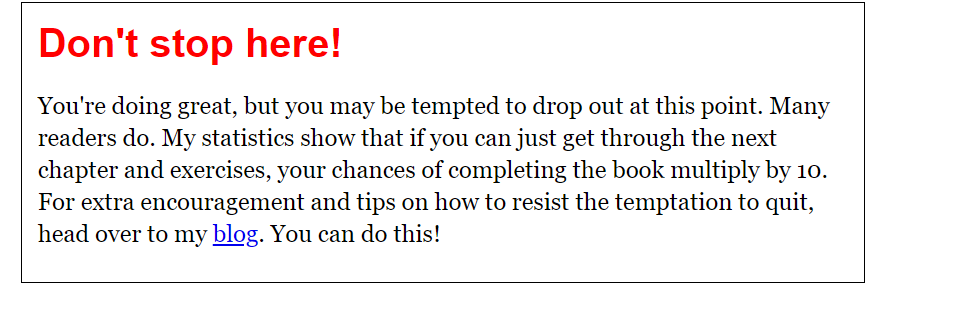 Don't stop here!
You're doing great, but you may be tempted to drop out at this point. Many
readers do. My statistics show that if you can just get through the next
chapter and exercises, your chances of completing the book multiply by 10.
For extra encouragement and tips on how to resist the temptation to quit,
head over to my blog. You can do this!